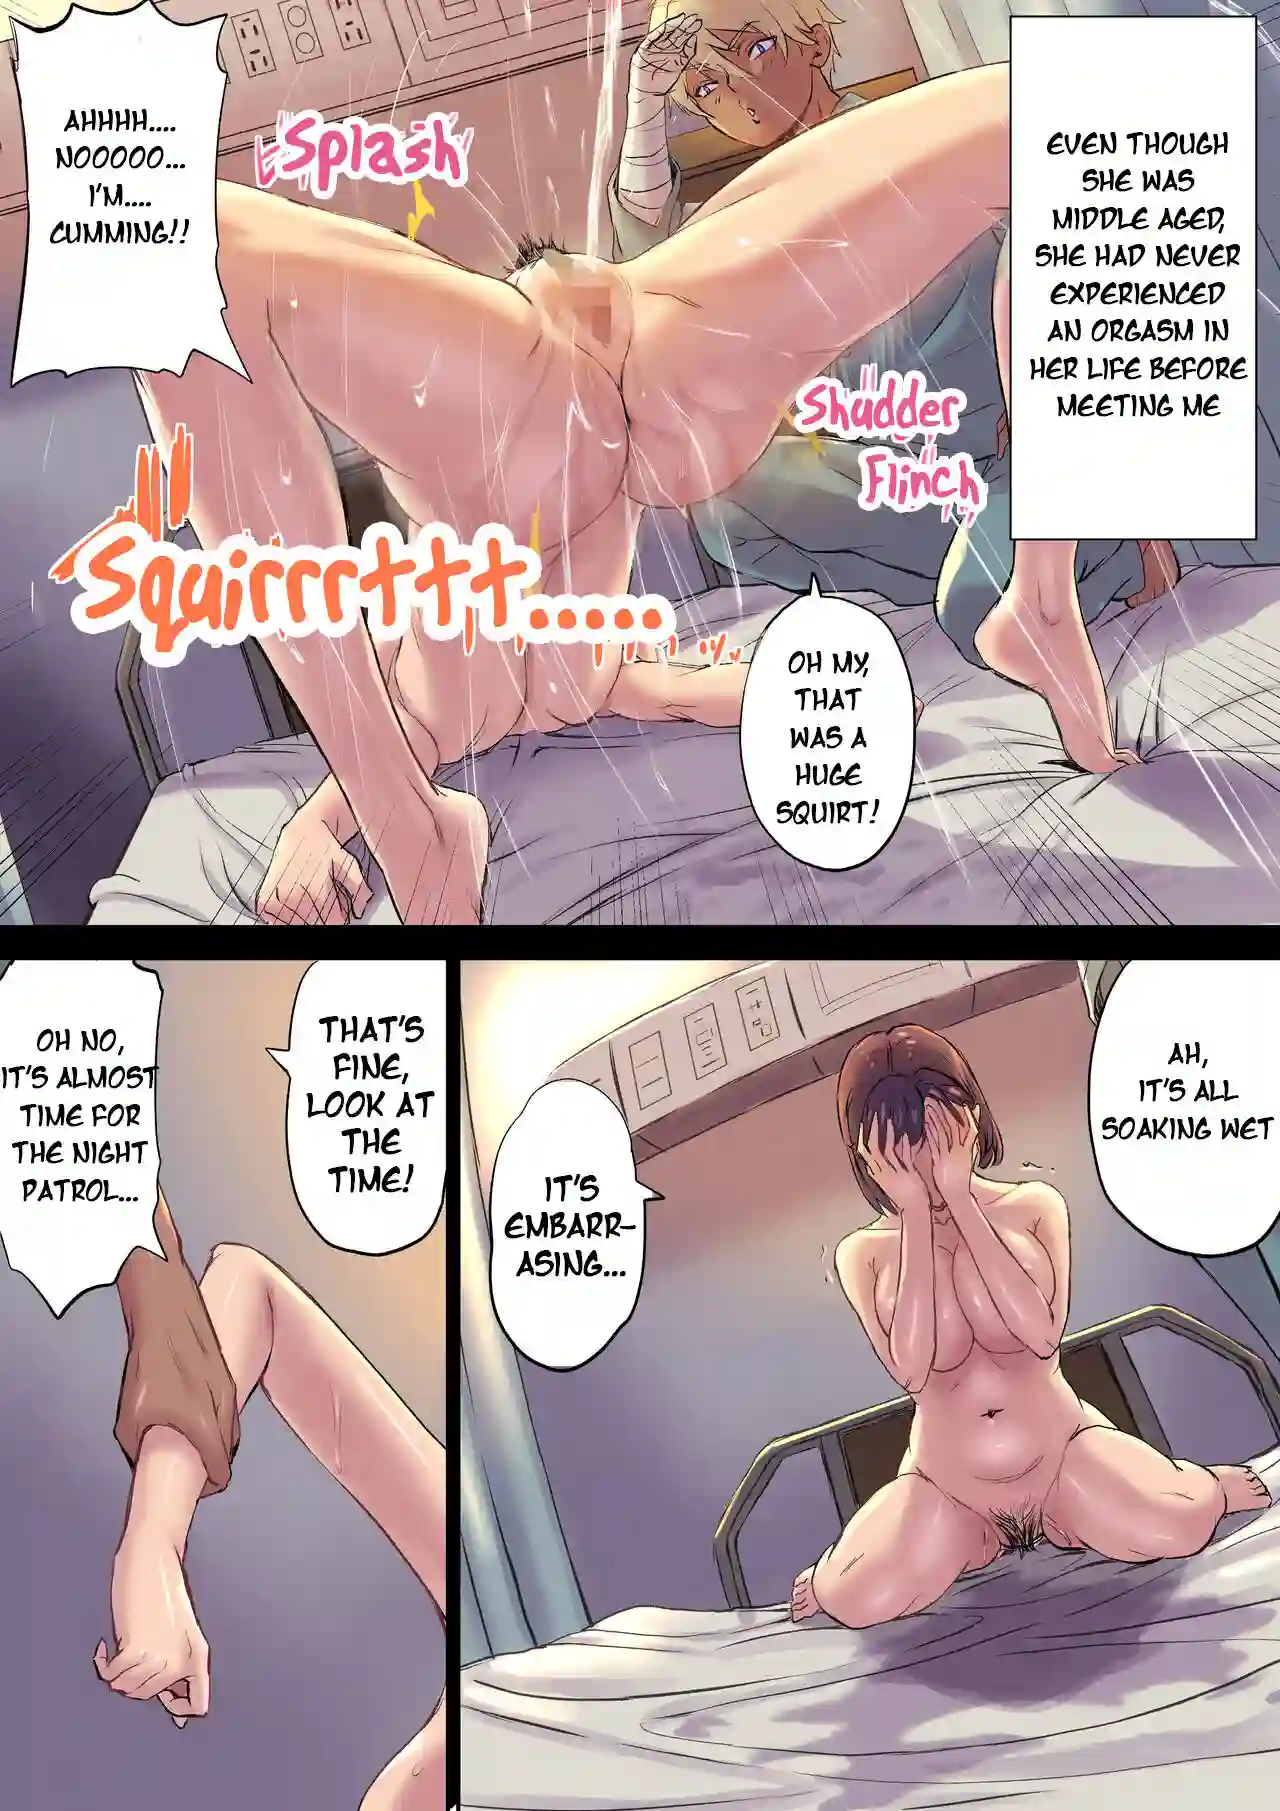 AHHHH....
NOOOOO...
I'M....
CUMMING!!
Splash
EVEN THOUGH
SHE WAS
MIDDLE AGED,
SHE HAD NEVER
EXPERIENCED
AN ORGASM IN
HER LIFE BEFORE
MEETING ME
Shudder
Flinch
Squirrrrtttt.....
OH MY,
THAT
WAS A
HUGE
SQUIRT!
AH,
IT'S ALL
SOAKING WET
IT'S
EMBARR-
ASING...
THAT'S
FINE,
LOOK AT
THE
TIME!
OH NO,
IT'S ALMOST
TIME FOR
THE NIGHT
PATROL...